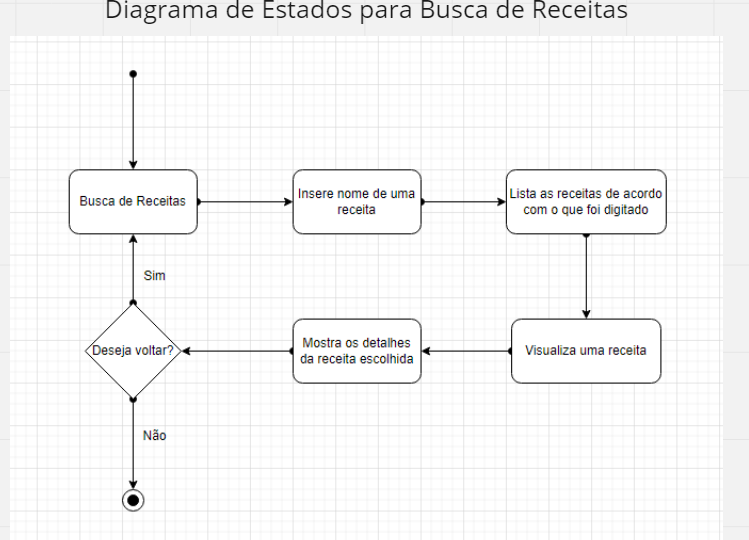 Diagrama de Estados para Busca de Receitas
Busca de Receitas
Insere nome de uma
receita
Lista as receitas de acordo
com o que foi digitado
Sim
Deseja voltar?
Mostra os detalhes
da receita escolhida
Visualiza uma receita
Não